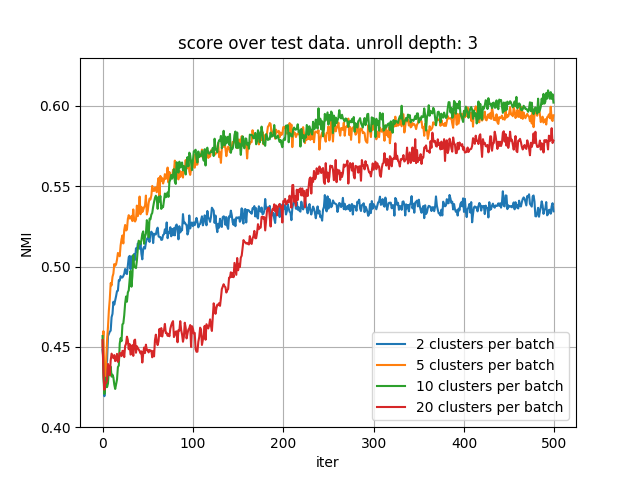 score over test data. unroll depth: 3
0.60
0.55
0.50
0.45
0.40
NMI
0
100
200
300
400
500
iter
2 clusters per batch
5 clusters per batch
10 clusters per batch
20 clusters per batch